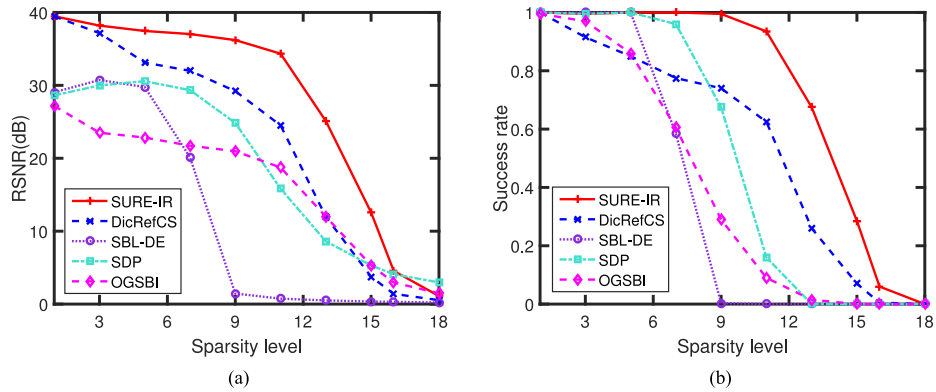 (a)
RSNR(dB)
40
30
20
10
0
3
6
9
12
15
18
Sparsity level
SURE-IR
DicRefCS
SBL-DE
SDP
OGSBI
(b)
Success rate
1
0.8
0.6
0.4
0.2
0
3
6
9
12
15
18
Sparsity level
SURE-IR
DicRefCS
SBL-DE
SDP
OGSBI
(a)
(b)